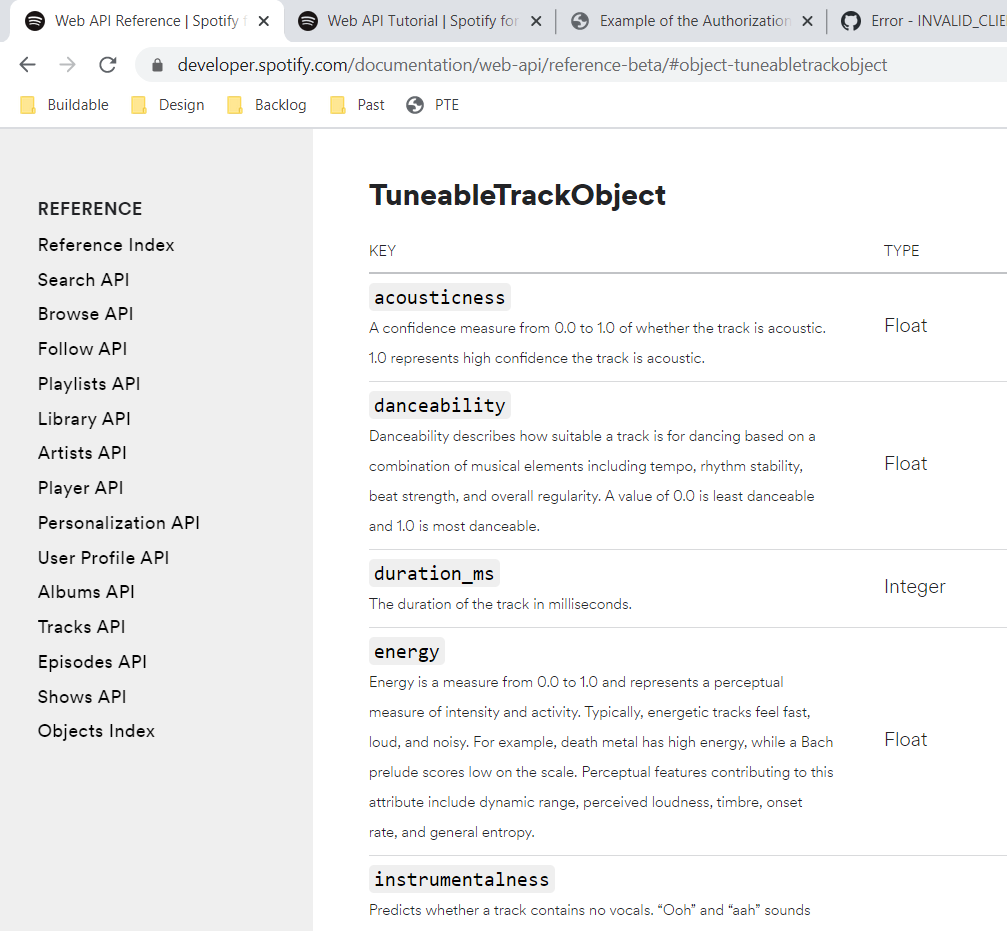 Web API Reference | Spotify f
Web API Tutorial | Spotify for
Example of the Authorization
Error - INVALID_CLIE
developer.spotify.com/documentation/web-api/reference-beta/#object-tuneabletrackobject
Buildable
Design
Backlog
Past
PTE
REFERENCE
Reference Index
Search API
Browse API
Follow API
Playlists API
Library API
Artists API
Player API
Personalization API
User Profile API
Albums API
Tracks API
Episodes API
Shows API
Objects Index
TuneableTrackObject
KEY
TYPE
acousticness
A confidence measure from 0.0 to 1.0 of whether the track is acoustic.
1.0 represents high confidence the track is acoustic.
Float
danceability
Danceability describes how suitable a track is for dancing based on a
combination of musical elements including tempo, rhythm stability,
beat strength, and overall regularity. A value of 0.0 is least danceable
and 1.0 is most danceable.
Float
duration_ms
The duration of the track in milliseconds.
Integer
energy
Energy is a measure from 0.0 to 1.0 and represents a perceptual
measure of intensity and activity. Typically, energetic tracks feel fast,
loud, and noisy. For example, death metal has high energy, while a Bach
prelude scores low on the scale. Perceptual features contributing to this
attribute include dynamic range, perceived loudness, timbre, onset
rate, and general entropy.
Float
instrumentalness
Predicts whether a track contains no vocals. “Ooh” and “aah” sounds